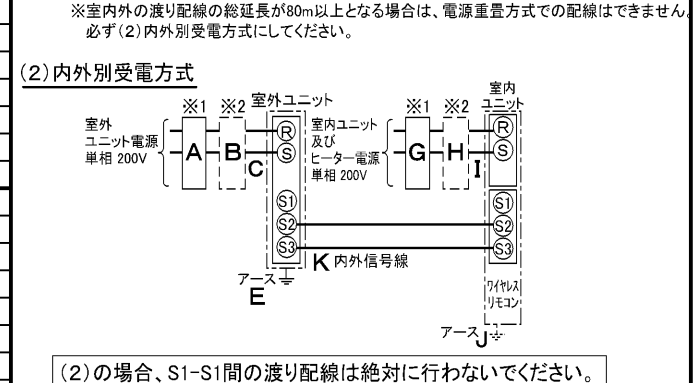 ※室内外の渡り配線の総延長が80m以上となる場合は、電源重畳方式での配線はできません。
必ず(2)内外別受電方式にしてください。
(2)内外別受電方式
※1 ※2 室外ユニット
室外
ユニット電源
単相 200V
A B C
R
S
S1
S2
S3
アース
E
※1 ※2 室内
ユニット
室内ユニット
及び
ヒーター電源
単相 200V
G H I
R
S
S1
S2
S3
K 内外信号線
ワイヤレス
リモコン
アース J
(2)の場合、S1-S1間の渡り配線は絶対に行わないでください。